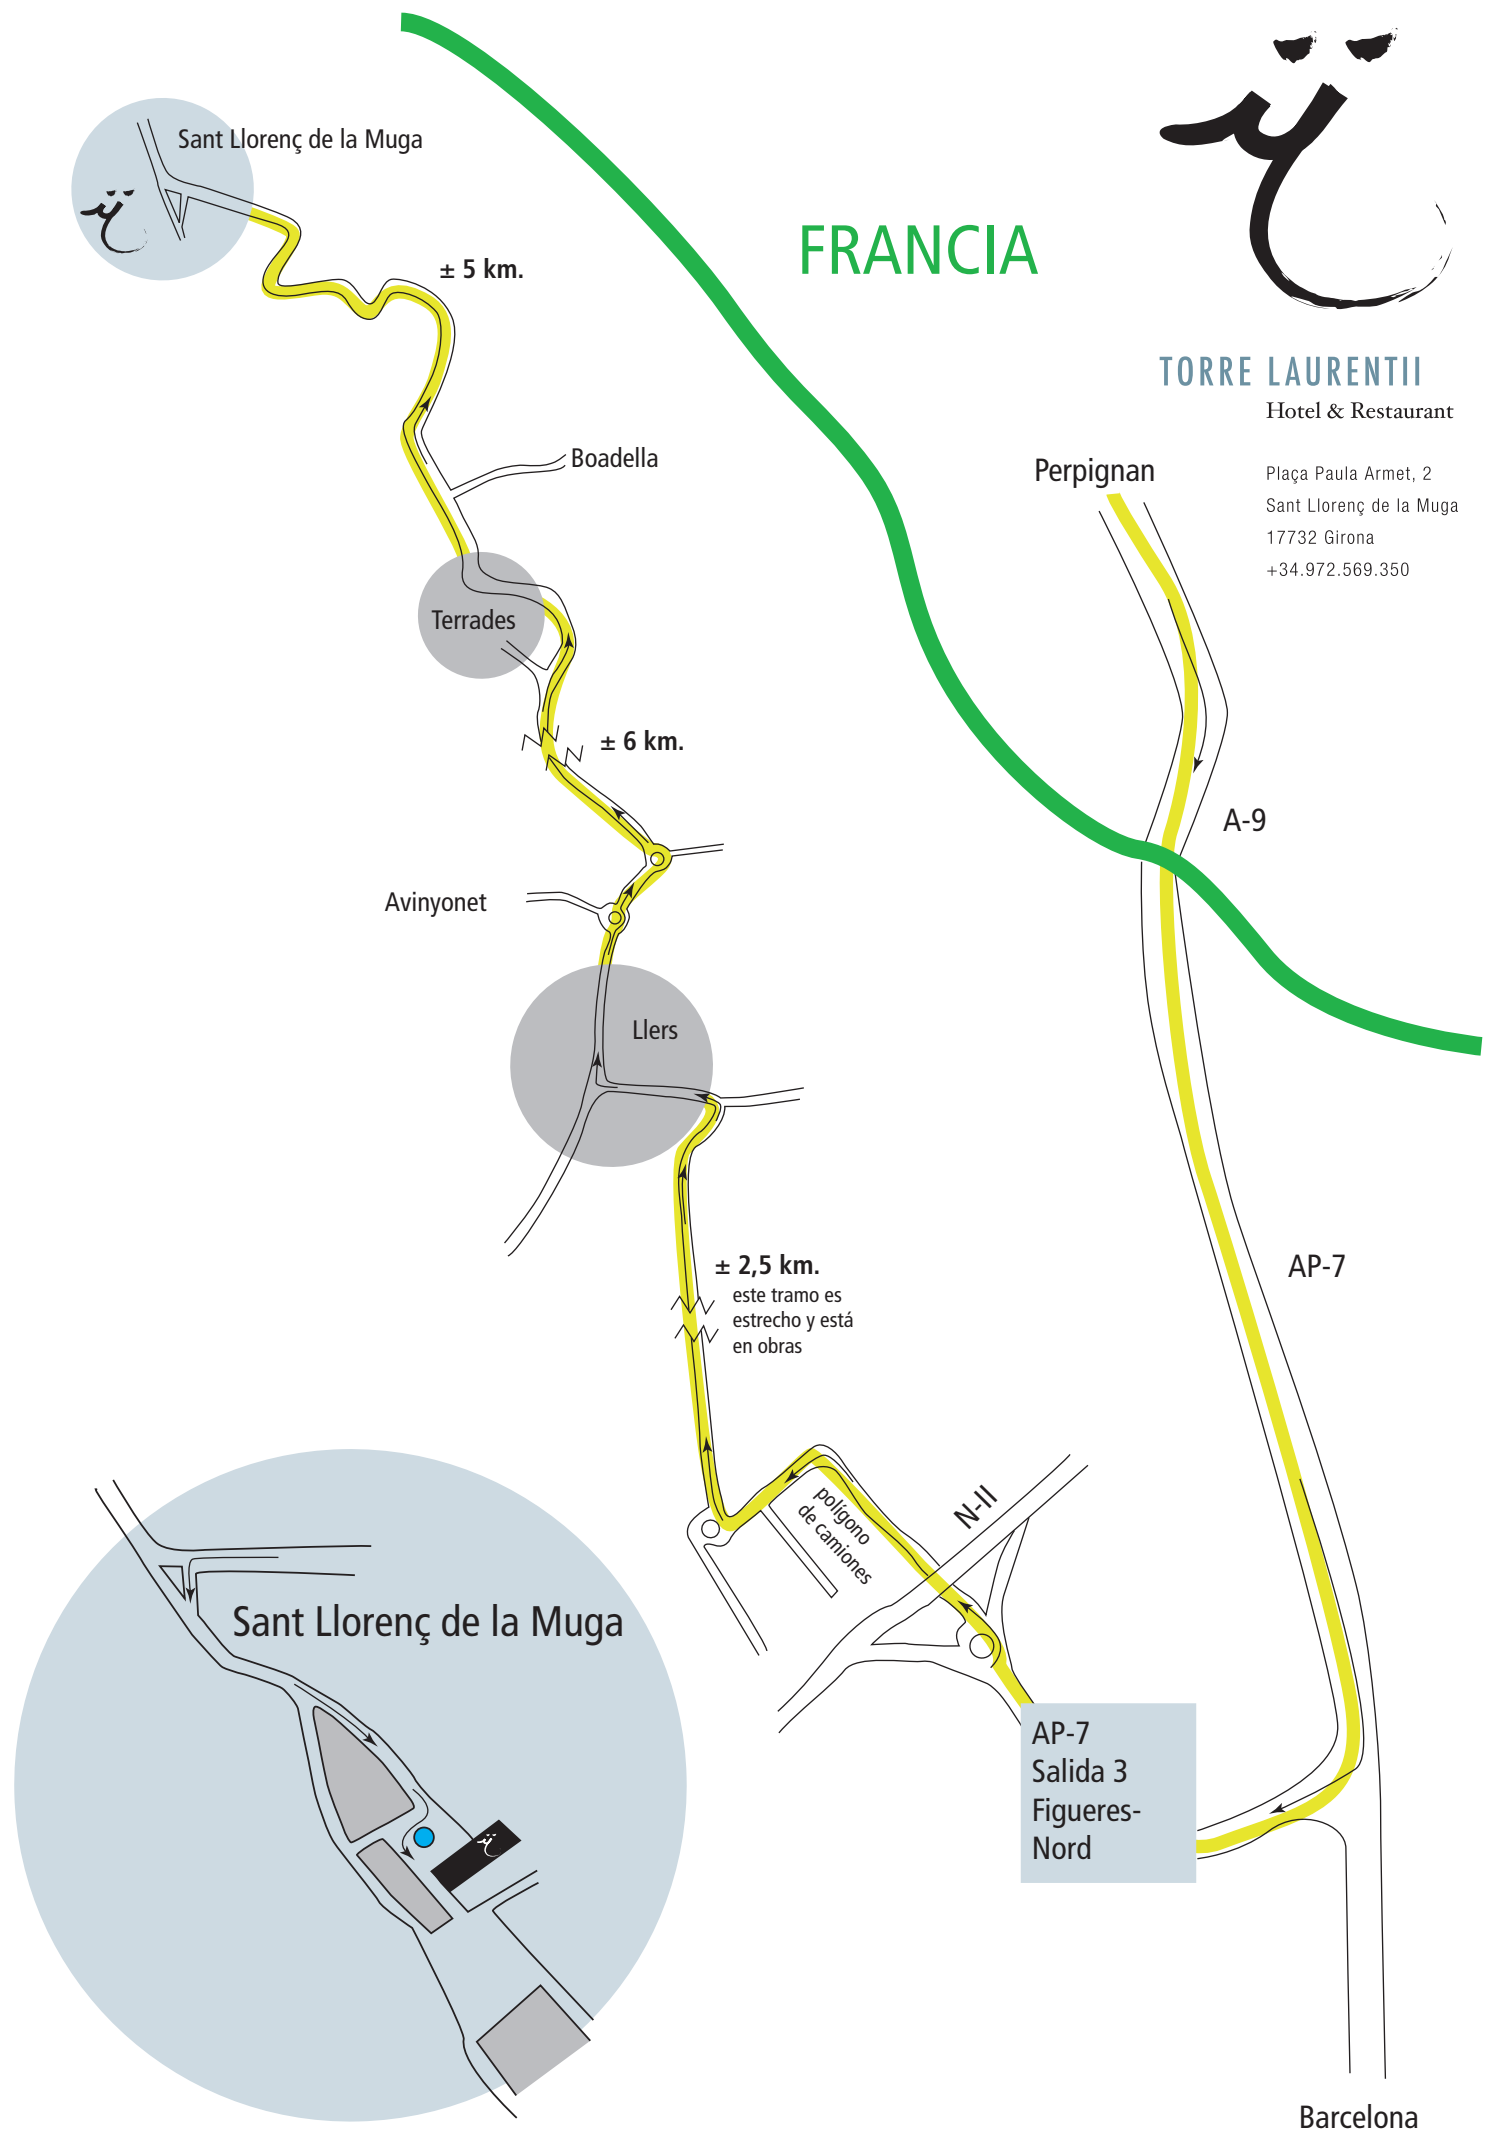 Sant Llorenç de la Muga
± 5 km.
FRANCIA
TORRE LAURENTII
Hotel & Restaurant
Plaça Paula Armet, 2
Sant Llorenç de la Muga
17732 Girona
+34.972.569.350
Boadella
Perpignan
Terrades
± 6 km.
A-9
Avinyonet
Llers
± 2,5 km.
este tramo es
estrecho y está
en obras
AP-7
N-II
polígono
de camiones
Sant Llorenç de la Muga
AP-7
Salida 3
Figueres-
Nord
Barcelona